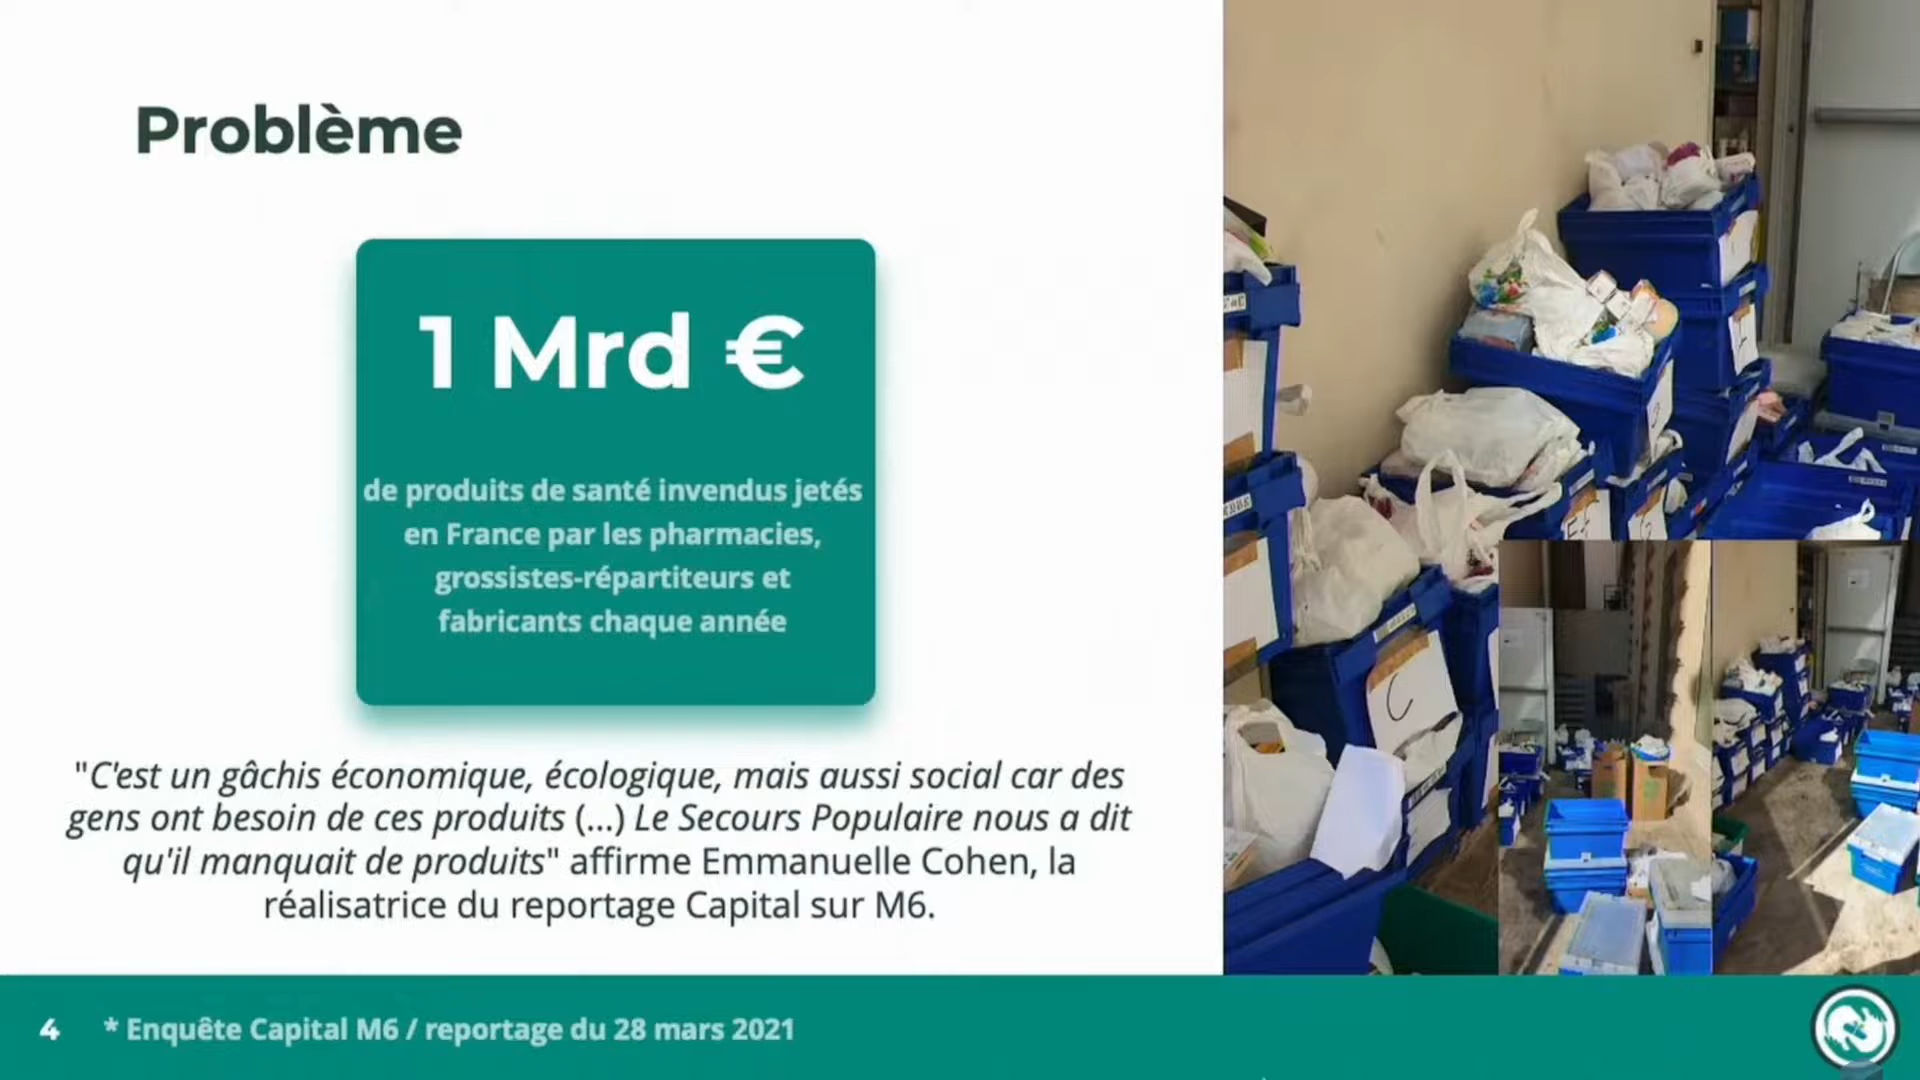 Problème
1 Mrd €
de produits de santé invendus jetés
en France par les pharmacies,
grossistes-répartiteurs et
fabricants chaque année
"C'est un gâchis économique, écologique, mais aussi social car des
gens ont besoin de ces produits (...) Le Secours Populaire nous a dit
qu'il manquait de produits" affirme Emmanuelle Cohen, la
réalisatrice du reportage Capital sur M6.
C
4 * Enquête Capital M6 / reportage du 28 mars 2021